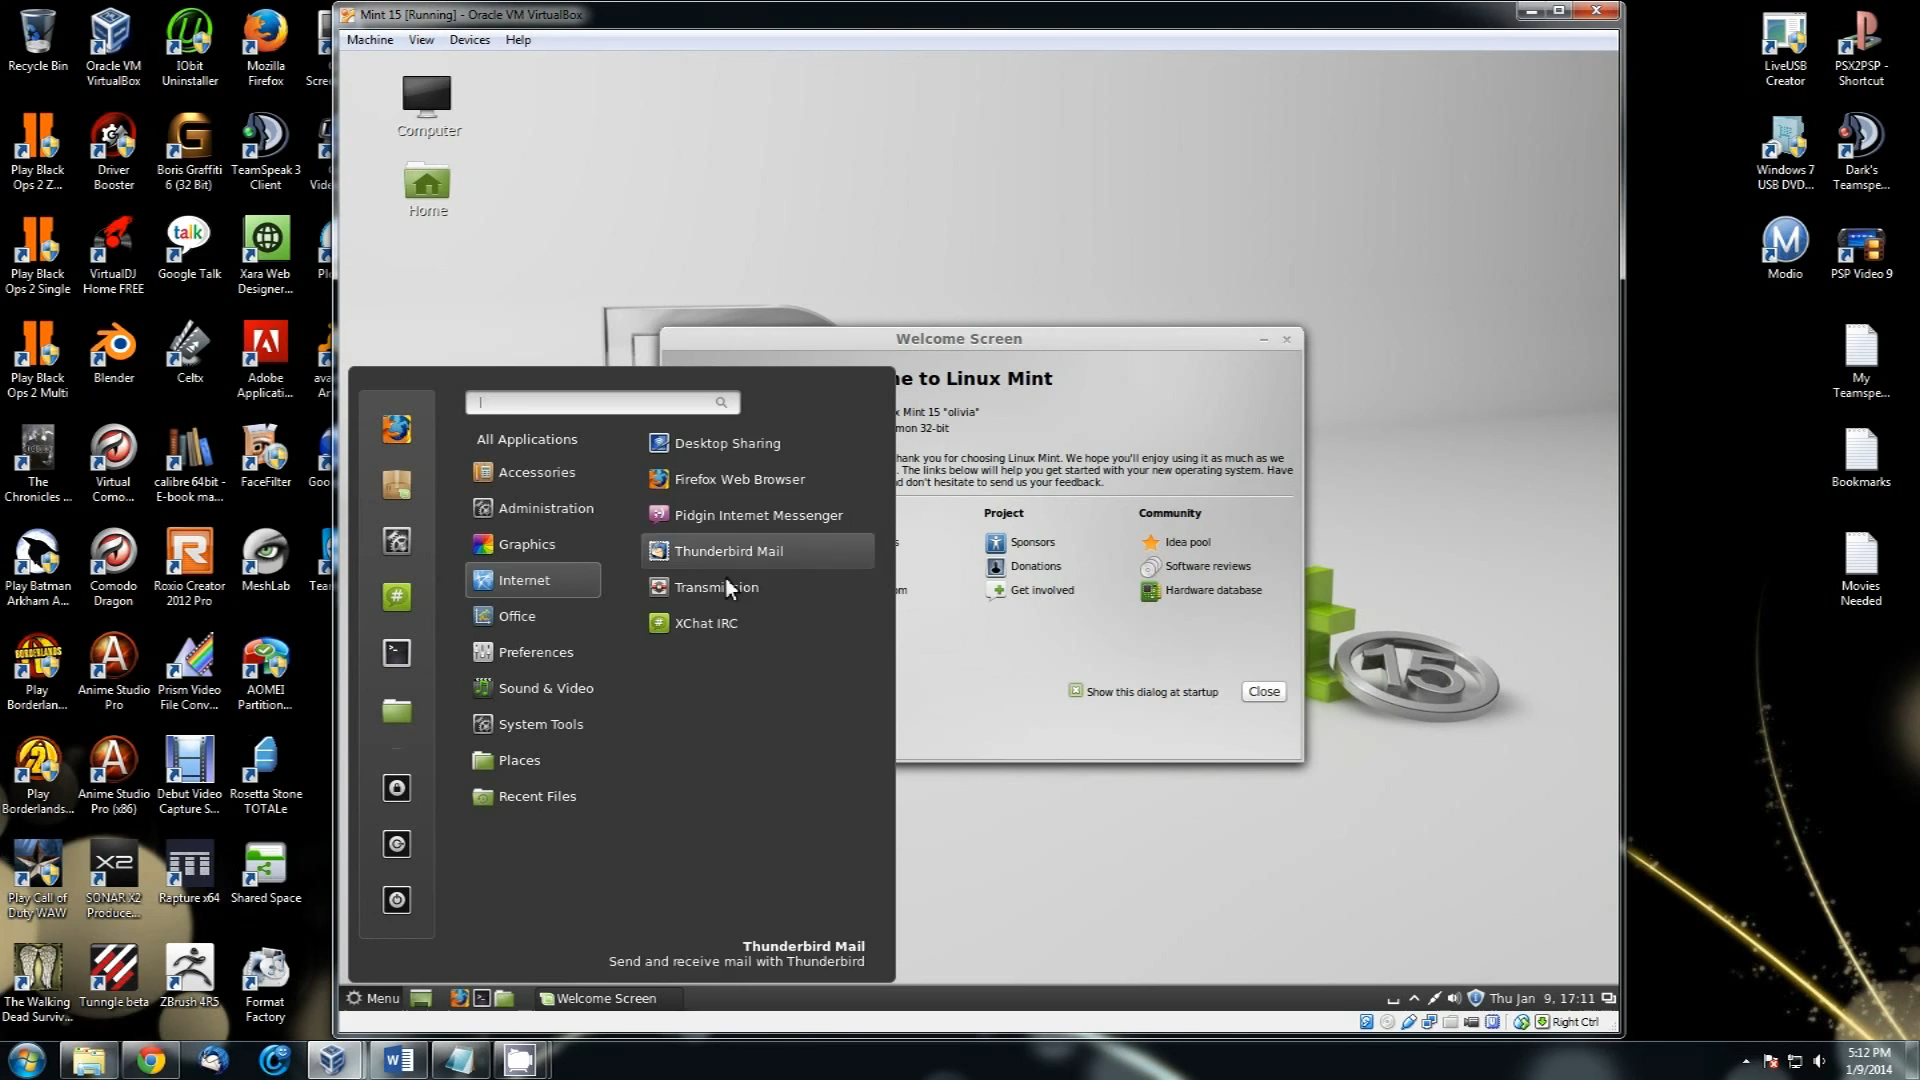 Recycle Bin
Oracle VM VirtualBox
IObit Uninstaller
Mozilla Firefox
Play Black Ops 2 Z...
Driver Booster
Boris Graffiti 6 (32 Bit)
TeamSpeak 3 Client
Play Black Ops 2 Single
VirtualDJ Home FREE
talk
Google Talk
Xara Web Designer...
Play Black Ops 2 Multi
Blender
Celtx
Adobe Applicati...
The Chronicles ...
Virtual Como...
calibre 64bit - E-book ma...
FaceFilter
Play Batman Arkham A...
Comodo Dragon
Roxio Creator 2012 Pro
MeshLab
Play Borderlan...
Anime Studio Pro
Prism Video File Conv...
AOMEI Partition...
Play Borderlands...
Anime Studio Pro (x86)
Debut Video Capture S...
Rosetta Stone TOTALe
Play Call of Duty WAW
X2
SONAR X2 Produce...
Rapture x64
Shared Space
The Walking Dead Surviv...
Tunngle beta
ZBrush 4R5
Format Factory
Mint 15 [Running] - Oracle VM VirtualBox
Machine View Devices Help
Computer
Home
Welcome Screen
ne to Linux Mint
x Mint 15 "olivia"
mon 32-bit
hank you for choosing Linux Mint. We hope you'll enjoy using it as much as we
. The links below will help you get started with your new operating system. Have
d don't hesitate to send us your feedback.
Project
Sponsors
Donations
Get involved
Community
Idea pool
Software reviews
Hardware database
Show this dialog at startup
Close
All Applications
Accessories
Administration
Graphics
Internet
Office
Preferences
Sound & Video
System Tools
Places
Recent Files
Desktop Sharing
Firefox Web Browser
Pidgin Internet Messenger
Thunderbird Mail
Transmission
XChat IRC
Thunderbird Mail
Send and receive mail with Thunderbird
15
Menu
Welcome Screen
Thu Jan 9, 17:11
Right Ctrl
LiveUSB Creator
PSX2PSP - Shortcut
Windows 7 USB DVD...
Dark's Teamspe...
Modio
PSP Video 9
My Teamspe...
Bookmarks
Movies Needed
5:12 PM
1/9/2014